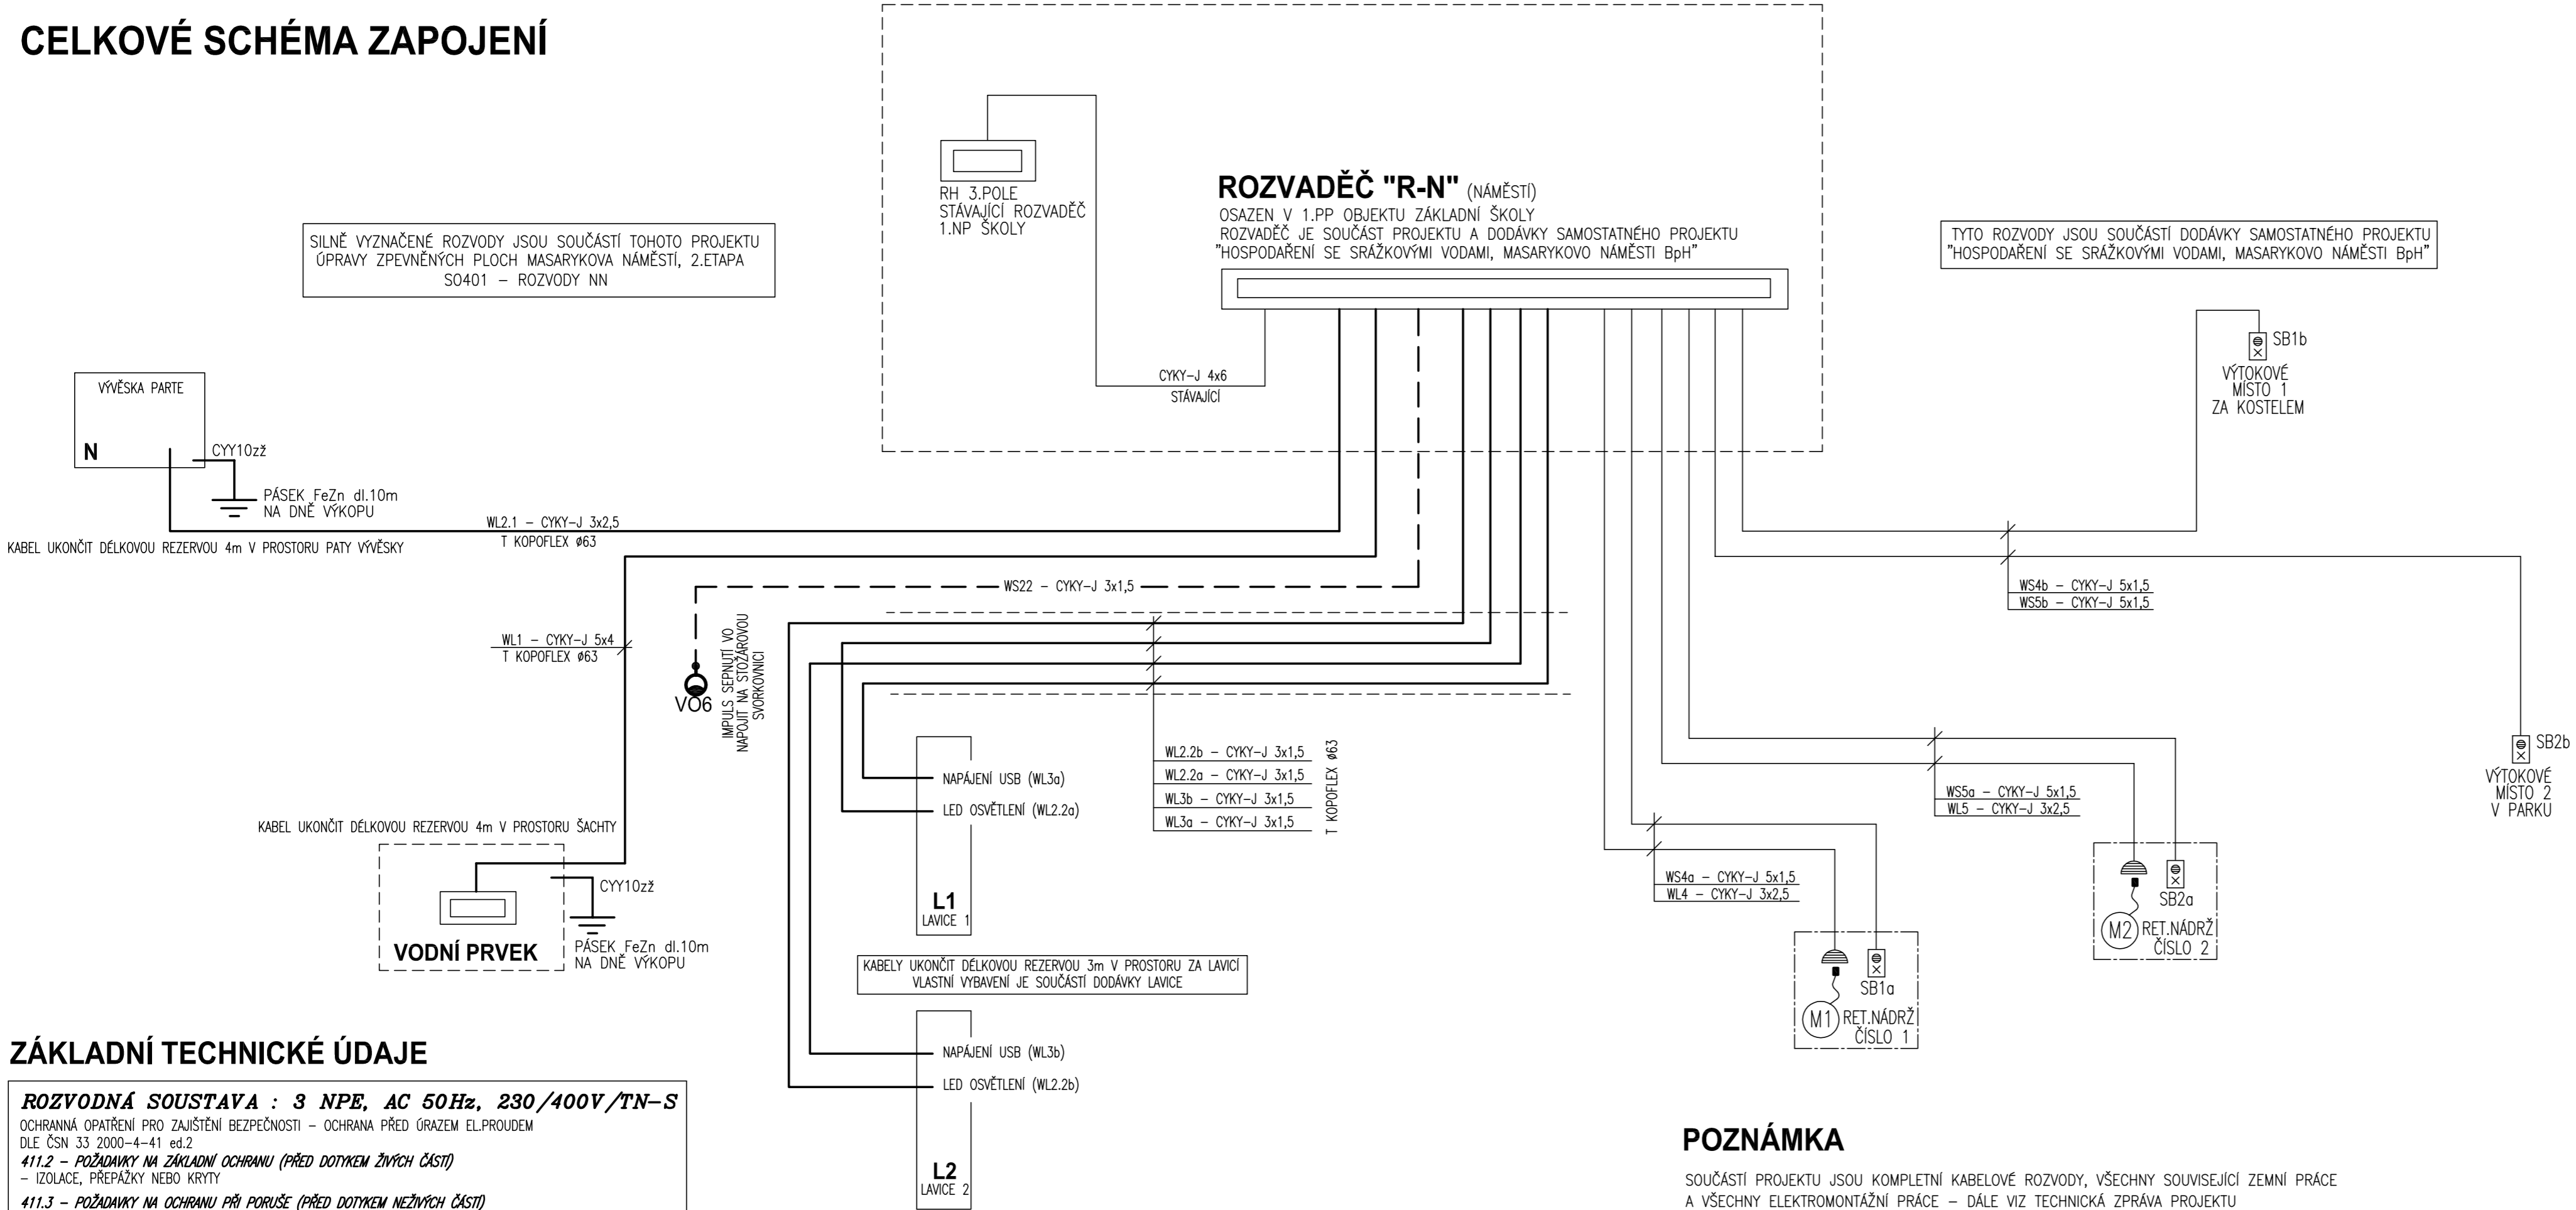 CELKOVÉ SCHÉMA ZAPOJENÍ
RH 3.POLE
STÁVAJÍCÍ ROZVADĚČ
1.NP ŠKOLY
ROZVADĚČ "R-N" (NÁMĚSTÍ)
OSAZEN V 1.PP OBJEKTU ZÁKLADNÍ ŠKOLY
ROZVADĚČ JE SOUČÁST PROJEKTU A DODÁVKY SAMOSTATNÉHO PROJEKTU
"HOSPODAŘENÍ SE SRÁŽKOVÝMI VODAMI, MASARYKOVO NÁMĚSTI BpH"
SILNĚ VYZNAČENÉ ROZVODY JSOU SOUČÁSTÍ TOHOTO PROJEKTU
ÚPRAVY ZPEVNĚNÝCH PLOCH MASARYKOVA NÁMĚSTÍ, 2.ETAPA
SO401 – ROZVODY NN
TYTO ROZVODY JSOU SOUČÁSTÍ DODÁVKY SAMOSTATNÉHO PROJEKTU
"HOSPODAŘENÍ SE SRÁŽKOVÝMI VODAMI, MASARYKOVO NÁMĚSTI BpH"
SB1b
VÝTOKOVÉ
MÍSTO 1
ZA KOSTELEM
CYKY–J 4x6
STÁVAJÍCÍ
VÝVĚSKA PARTE
N
CYY10zž
PÁSEK FeZn dl.10m
NA DNĚ VÝKOPU
WL2.1 – CYKY–J 3x2,5
T KOPOFLEX ø63
KABEL UKONČIT DÉLKOVOU REZERVOU 4m V PROSTORU PATY VÝVĚSKY
WS22 – CYKY–J 3x1,5
WS4b – CYKY–J 5x1,5
WS5b – CYKY–J 5x1,5
WL1 – CYKY–J 5x4
T KOPOFLEX ø63
VO6
IMPULS SEPNUTÍ VO
NAPOJIT NA STOŽÁROVOU
SVORKOVNICI
SB2b
VÝTOKOVÉ
MÍSTO 2
V PARKU
WL2.2b – CYKY–J 3x1,5
WL2.2a – CYKY–J 3x1,5
WL3b – CYKY–J 3x1,5
WL3a – CYKY–J 3x1,5
T KOPOFLEX ø63
NAPÁJENÍ USB (WL3a)
LED OSVĚTLENÍ (WL2.2a)
L1
LAVICE 1
WS5a – CYKY–J 5x1,5
WL5 – CYKY–J 3x2,5
KABEL UKONČIT DÉLKOVOU REZERVOU 4m V PROSTORU ŠACHTY
CYY10zž
VODNÍ PRVEK
PÁSEK FeZn dl.10m
NA DNĚ VÝKOPU
WS4a – CYKY–J 5x1,5
WL4 – CYKY–J 3x2,5
SB2a
M2
RET.NÁDRŽ
ČÍSLO 2
KABELY UKONČIT DÉLKOVOU REZERVOU 3m V PROSTORU ZA LAVICÍ
VLASTNÍ VYBAVENÍ JE SOUČÁSTÍ DODÁVKY LAVICE
SB1a
M1
RET.NÁDRŽ
ČÍSLO 1
NAPÁJENÍ USB (WL3b)
LED OSVĚTLENÍ (WL2.2b)
L2
LAVICE 2
ZÁKLADNÍ TECHNICKÉ ÚDAJE
ROZVODNÁ SOUSTAVA : 3 NPE, AC 50Hz, 230/400V/TN–S
OCHRANNÁ OPATŘENÍ PRO ZAJIŠTĚNÍ BEZPEČNOSTI – OCHRANA PŘED ÚRAZEM EL.PROUDEM
DLE ČSN 33 2000–4–41 ed.2
411.2 – POŽADAVKY NA ZÁKLADNÍ OCHRANU (PŘED DOTYKEM ŽIVÝCH ČÁSTÍ)
– IZOLACE, PŘEPÁŽKY NEBO KRYTY
411.3 – POŽADAVKY NA OCHRANU PŘI PORUŠE (PŘED DOTYKEM NEŽIVÝCH ČÁSTÍ)
POZNÁMKA
SOUČÁSTÍ PROJEKTU JSOU KOMPLETNÍ KABELOVÉ ROZVODY, VŠECHNY SOUVISEJÍCÍ ZEMNÍ PRÁCE
A VŠECHNY ELEKTROMONTÁŽNÍ PRÁCE – DÁLE VIZ TECHNICKÁ ZPRÁVA PROJEKTU